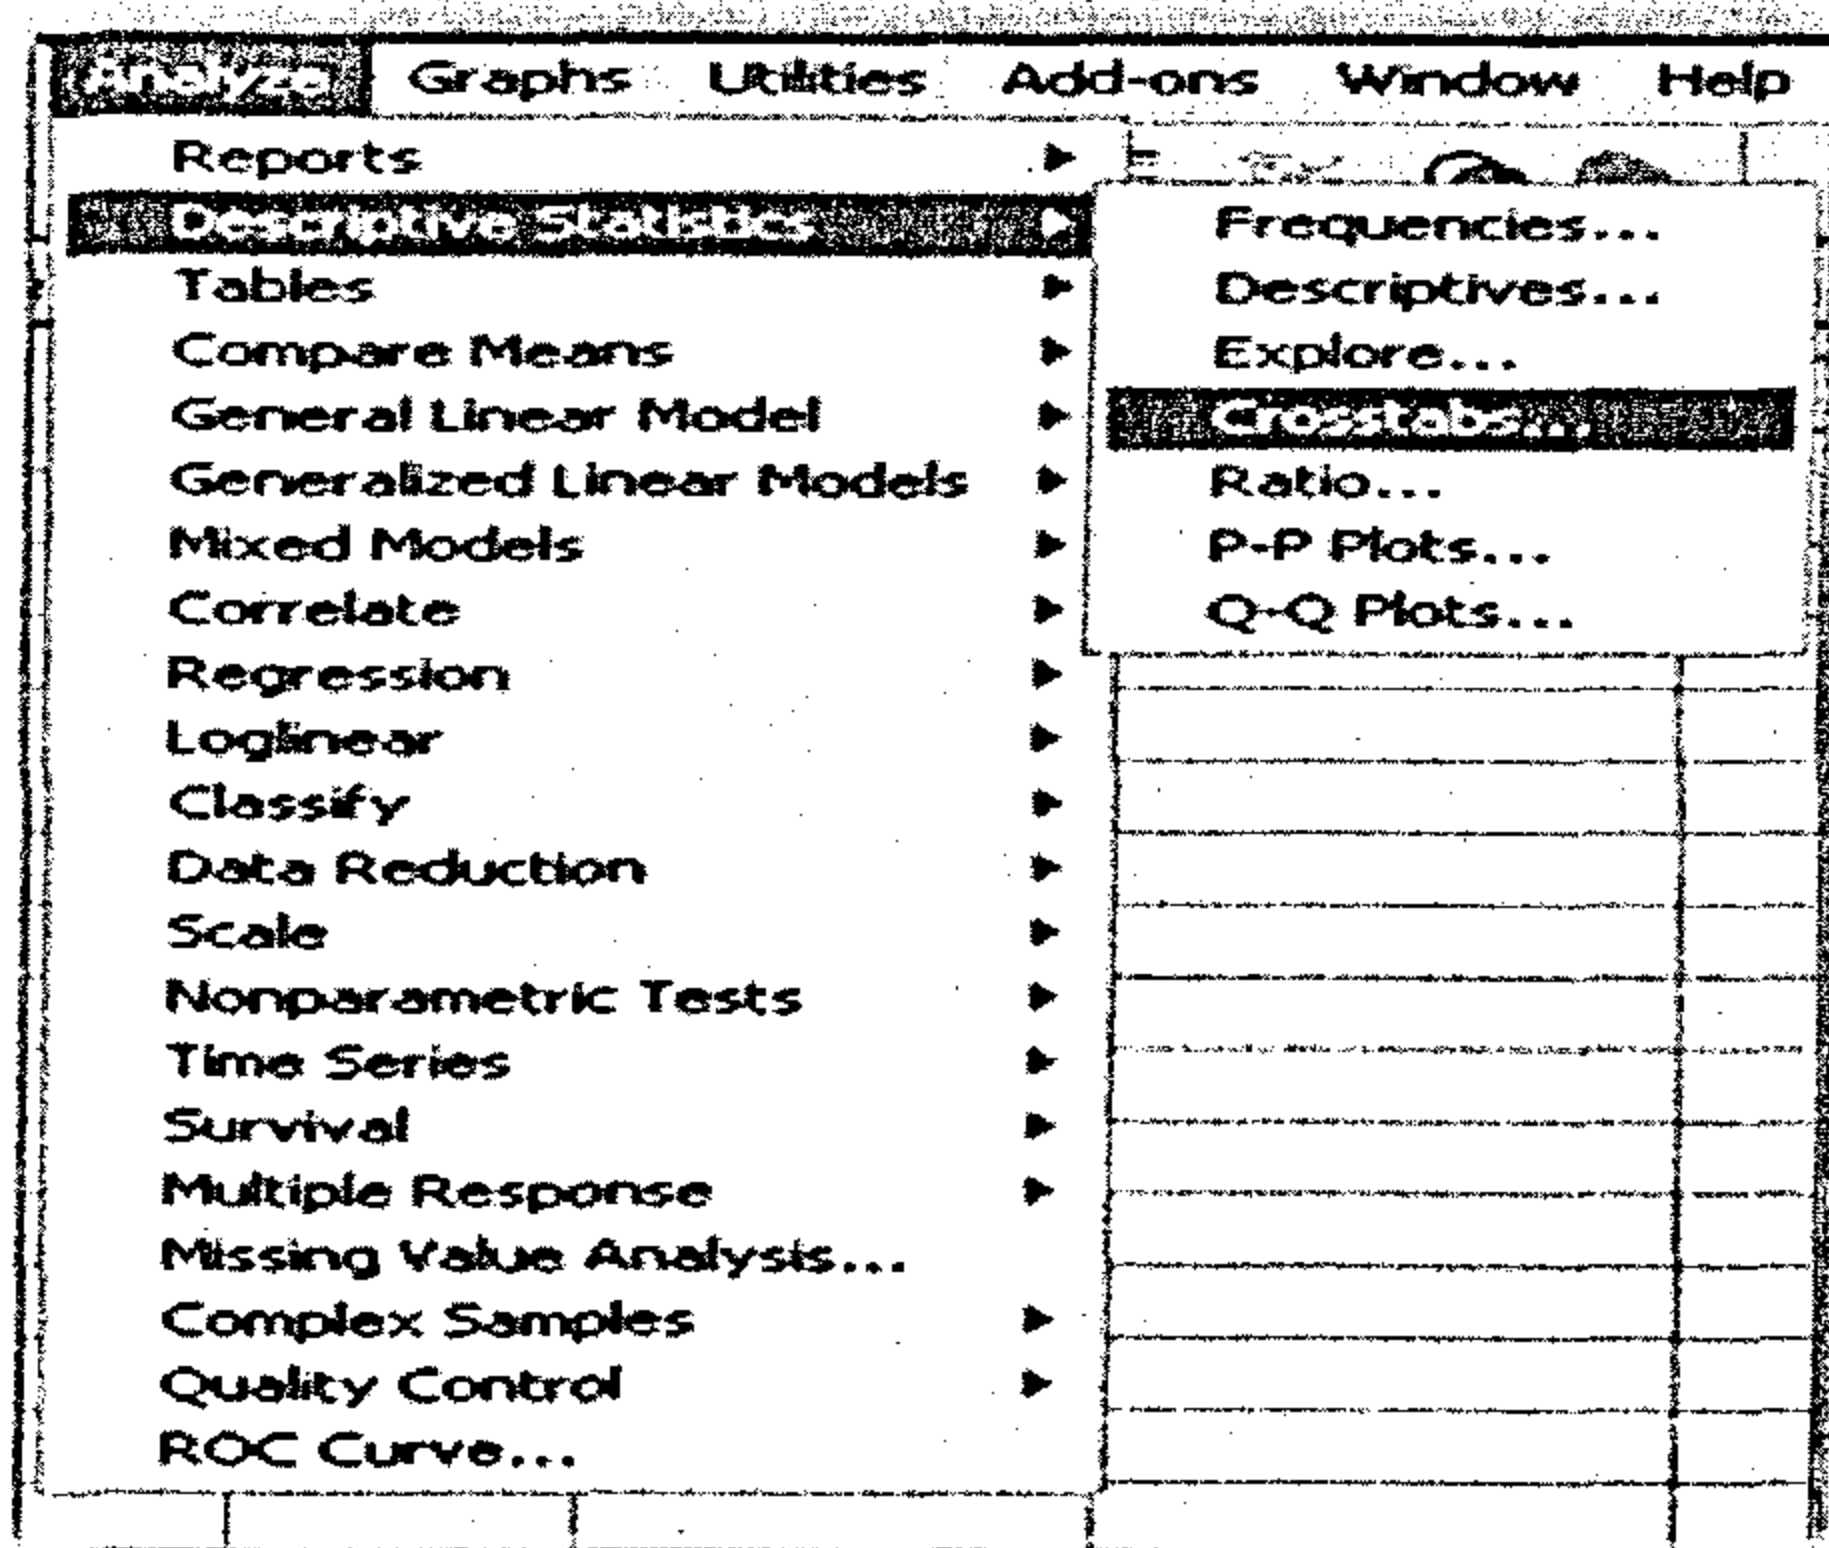 Analyze Graphs Utilities Add-ons Window Help
Reports
Descriptive Statistics
Tables
Compare Means
General Linear Model
Generalized Linear Models
Mixed Models
Correlate
Regression
Loglinear
Classify
Data Reduction
Scale
Nonparametric Tests
Time Series
Survival
Multiple Response
Missing Value Analysis...
Complex Samples
Quality Control
ROC Curve...
Frequencies...
Descriptives...
Explore...
Crosstabs...
Ratio...
P-P Plots...
Q-Q Plots...